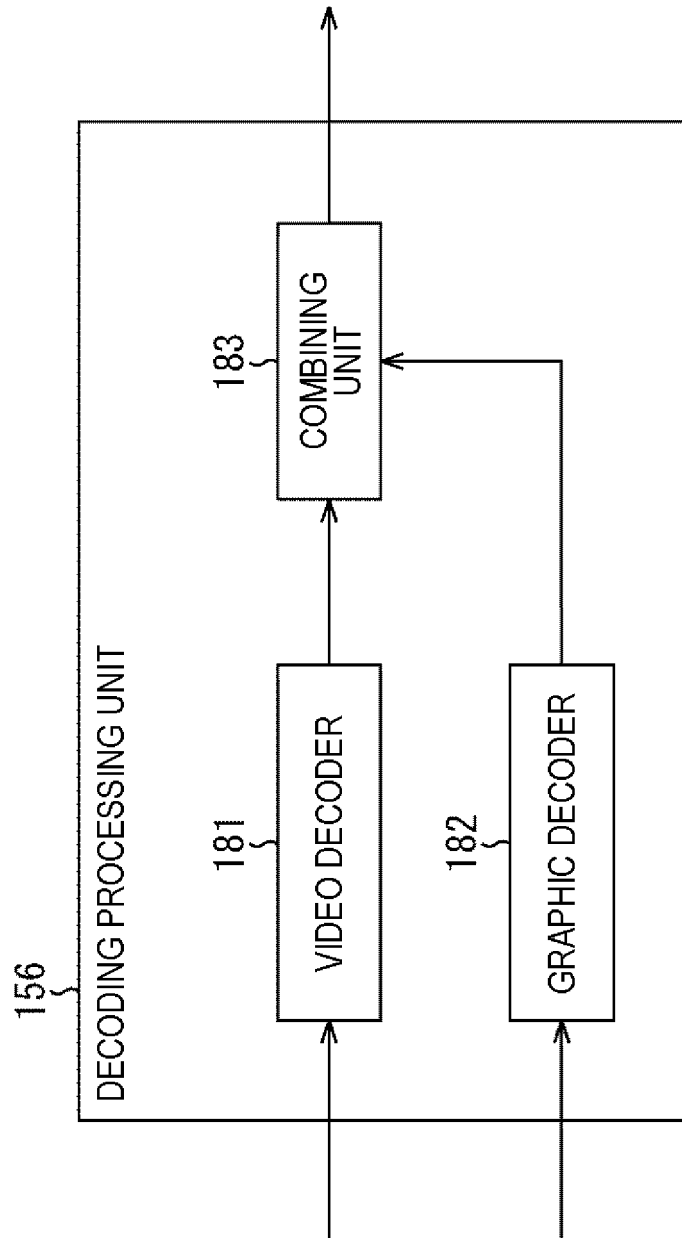 156
DECODING PROCESSING UNIT
181
VIDEO DECODER
183
COMBINING
UNIT
182
GRAPHIC DECODER